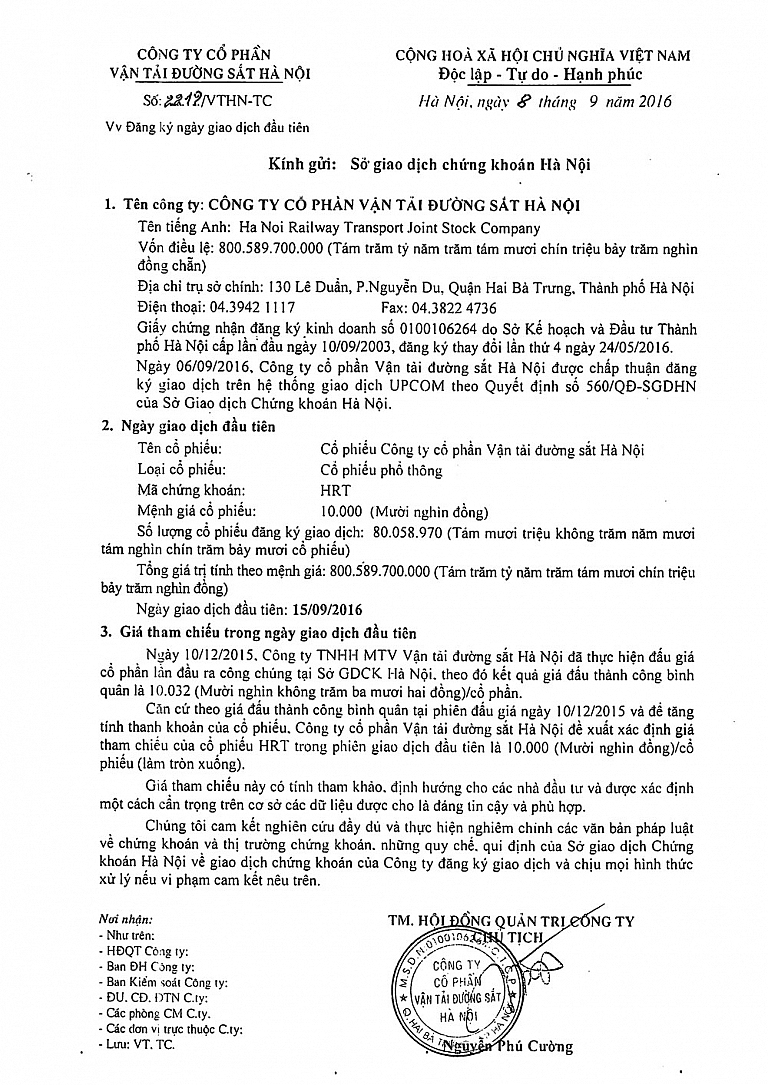 CÔNG TY CỔ PHẦN
VẬN TẢI ĐƯỜNG SẮT HÀ NỘI
Số: 2219/VTHN-TC
Vv Đăng ký ngày giao dịch đầu tiên
CỘNG HOÀ XÃ HỘI CHỦ NGHĨA VIỆT NAM
Độc lập - Tự do - Hạnh phúc
Hà Nội, ngày 8 tháng 9 năm 2016
Kính gửi: Sở giao dịch chứng khoán Hà Nội
1. Tên công ty: CÔNG TY CỔ PHẦN VẬN TẢI ĐƯỜNG SẮT HÀ NỘI
Tên tiếng Anh: Ha Noi Railway Transport Joint Stock Company
Vốn điều lệ: 800.589.700.000 (Tám trăm tỷ năm trăm tám mươi chín triệu bảy trăm nghìn
đồng chẵn)
Địa chỉ trụ sở chính: 130 Lê Duẩn, P.Nguyễn Du, Quận Hai Bà Trưng, Thành phố Hà Nội
Điện thoại: 04.3942 1117 Fax: 04.3822 4736
Giấy chứng nhận đăng ký kinh doanh số 0100106264 do Sở Kế hoạch và Đầu tư Thành
phố Hà Nội cấp lần đầu ngày 10/09/2003, đăng ký thay đổi lần thứ 4 ngày 24/05/2016.
Ngày 06/09/2016, Công ty cổ phần Vận tải đường sắt Hà Nội được chấp thuận đăng
ký giao dịch trên hệ thống giao dịch UPCOM theo Quyết định số 560/QĐ-SGDHN
của Sở Giao dịch Chứng khoán Hà Nội.
2. Ngày giao dịch đầu tiên
Tên cổ phiếu: Cổ phiếu Công ty cổ phần Vận tải đường sắt Hà Nội
Loại cổ phiếu: Cổ phiếu phổ thông
Mã chứng khoán: HRT
Mệnh giá cổ phiếu: 10.000 (Mười nghìn đồng)
Số lượng cổ phiếu đăng ký giao dịch: 80.058.970 (Tám mươi triệu không trăm năm mươi
tám nghìn chín trăm bảy mươi cổ phiếu)
Tổng giá trị tính theo mệnh giá: 800.589.700.000 (Tám trăm tỷ năm trăm tám mươi chín triệu
bảy trăm nghìn đồng)
Ngày giao dịch đầu tiên: 15/09/2016
3. Giá tham chiếu trong ngày giao dịch đầu tiên
Ngày 10/12/2015, Công ty TNHH MTV Vận tải đường sắt Hà Nội đã thực hiện đấu giá
cổ phần lần đầu ra công chúng tại Sở GDCK Hà Nội, theo đó kết quả giá đấu thành công bình
quân là 10.032 (Mười nghìn không trăm ba mươi hai đồng)/cổ phần.
Căn cứ theo giá đấu thành công bình quân tại phiên đấu giá ngày 10/12/2015 và để tăng
tính thanh khoản của cổ phiếu, Công ty cổ phần Vận tải đường sắt Hà Nội đề xuất xác định giá
tham chiếu của cổ phiếu HRT trong phiên giao dịch đầu tiên là 10.000 (Mười nghìn đồng)/cổ
phiếu (làm tròn xuống).
Giá tham chiếu này có tính tham khảo, định hướng cho các nhà đầu tư và được xác định
một cách cẩn trọng trên cơ sở các dữ liệu được cho là đáng tin cậy và phù hợp.
Chúng tôi cam kết nghiên cứu đầy đủ và thực hiện nghiêm chỉnh các văn bản pháp luật
về chứng khoán và thị trường chứng khoán, những quy chế, qui định của Sở giao dịch Chứng
khoán Hà Nội về giao dịch chứng khoán của Công ty đăng ký giao dịch và chịu mọi hình thức
xử lý nếu vi phạm cam kết nêu trên.
Nơi nhận:
- Như trên;
- HĐQT Công ty;
- Ban ĐH Công ty;
- Ban Kiểm soát Công ty;
- ĐU, CĐ, ĐTN C.ty;
- Các phòng CM C.ty.
- Các đơn vị trực thuộc C.ty;
- Lưu: VT, TC.
TM. HỘI ĐỒNG QUẢN TRỊ CÔNG TY
CHỦ TỊCH
CÔNG TY
CỔ PHẦN
VẬN TẢI ĐƯỜNG SẮT
HÀ NỘI
Nguyễn Phú Cường